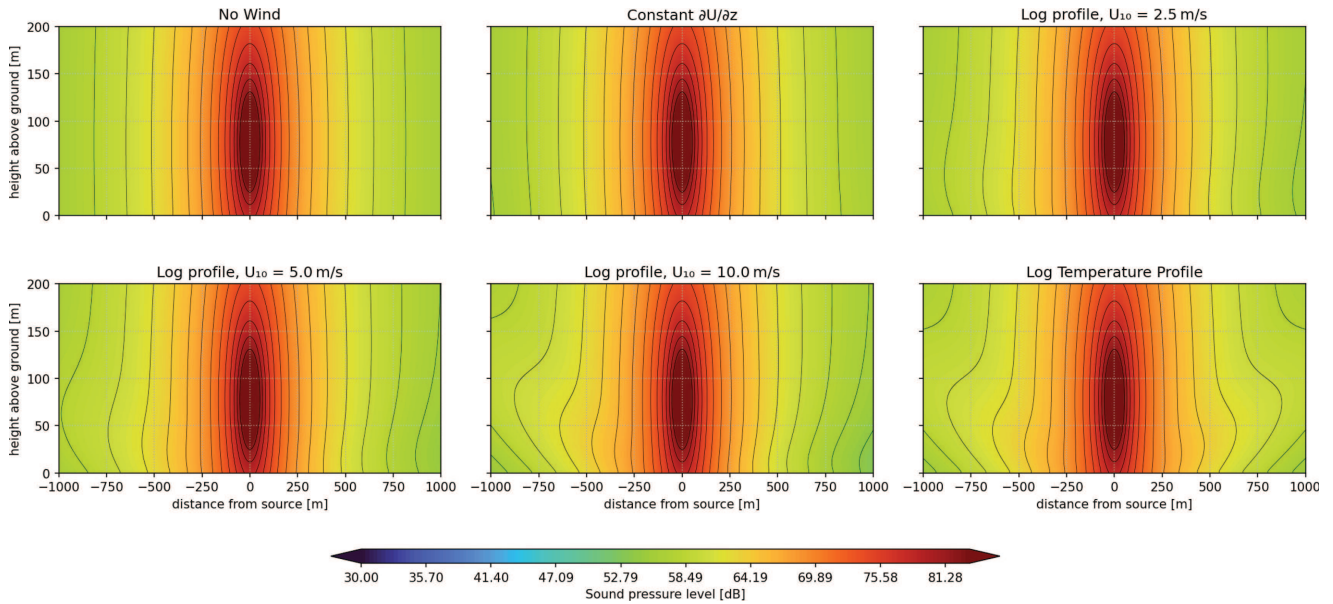 No Wind
Constant ∂U/∂z
Log profile, U₁₀ = 2.5 m/s
height above ground [m]
200
150
100
50
0
Log profile, U₁₀ = 5.0 m/s
Log profile, U₁₀ = 10.0 m/s
Log Temperature Profile
height above ground [m]
200
150
100
50
0
−1000 −750 −500 −250 0 250 500 750 1000
−1000 −750 −500 −250 0 250 500 750 1000
−1000 −750 −500 −250 0 250 500 750 1000
distance from source [m]
distance from source [m]
distance from source [m]
30.00 35.70 41.40 47.09 52.79 58.49 64.19 69.89 75.58 81.28
Sound pressure level [dB]